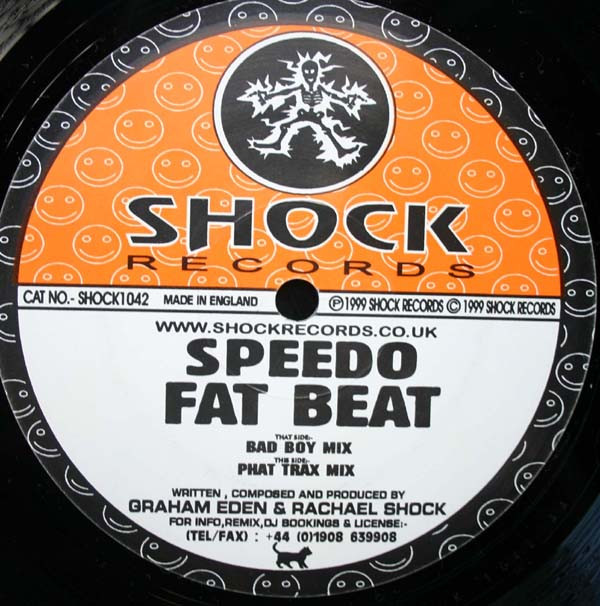 SHOCK
RECORDS
CAT NO.- SHOCK1042 MADE IN ENGLAND Ⓟ1999 SHOCK RECORDS © 1999 SHOCK RECORDS
WWW.SHOCKRECORDS.CO.UK
SPEEDO
FAT BEAT
THAT SIDE:-
BAD BOY MIX
THIS SIDE:-
PHAT TRAX MIX
WRITTEN , COMPOSED AND PRODUCED BY
GRAHAM EDEN & RACHAEL SHOCK
FOR INFO,REMIX,DJ BOOKINGS & LICENSE:-
(TEL/FAX) : +44 (0)1908 639908